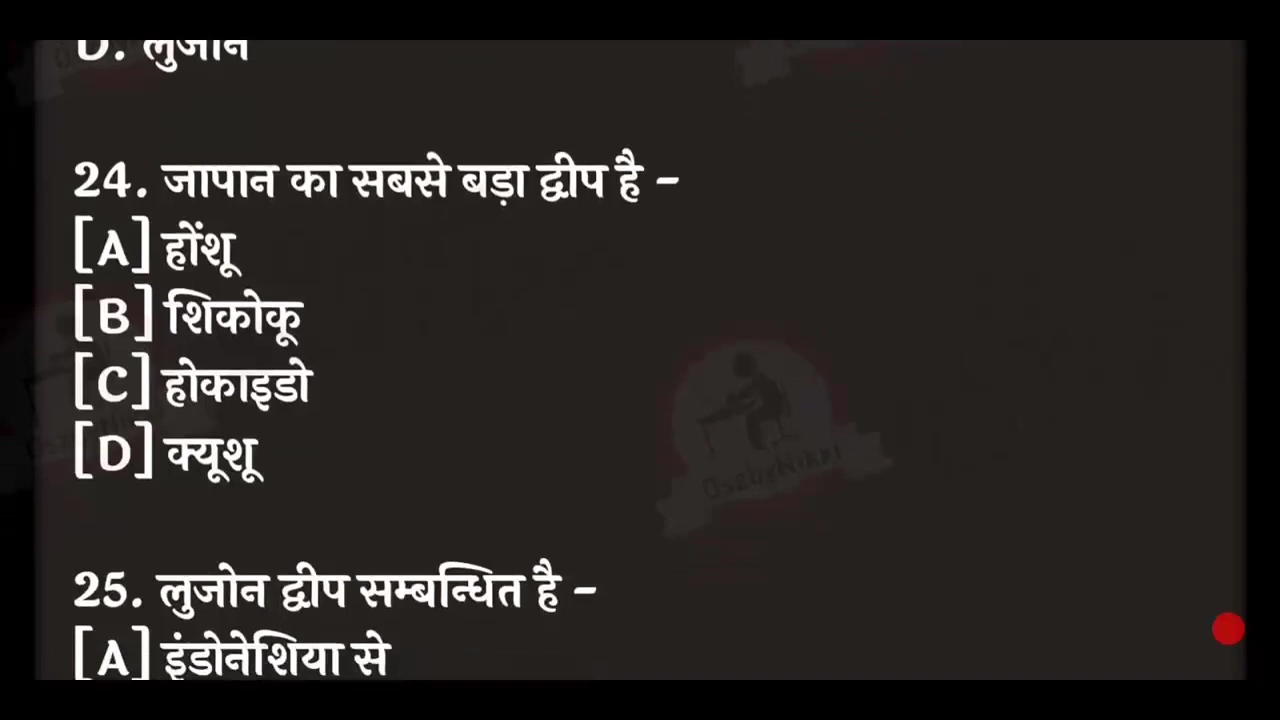 D. लुजोन
24. जापान का सबसे बड़ा द्वीप है –
[A] होंशू
[B] शिकोकू
[C] होकाइडो
[D] क्यूशू
25. लुजोन द्वीप सम्बन्धित है –
[A] इंडोनेशिया से